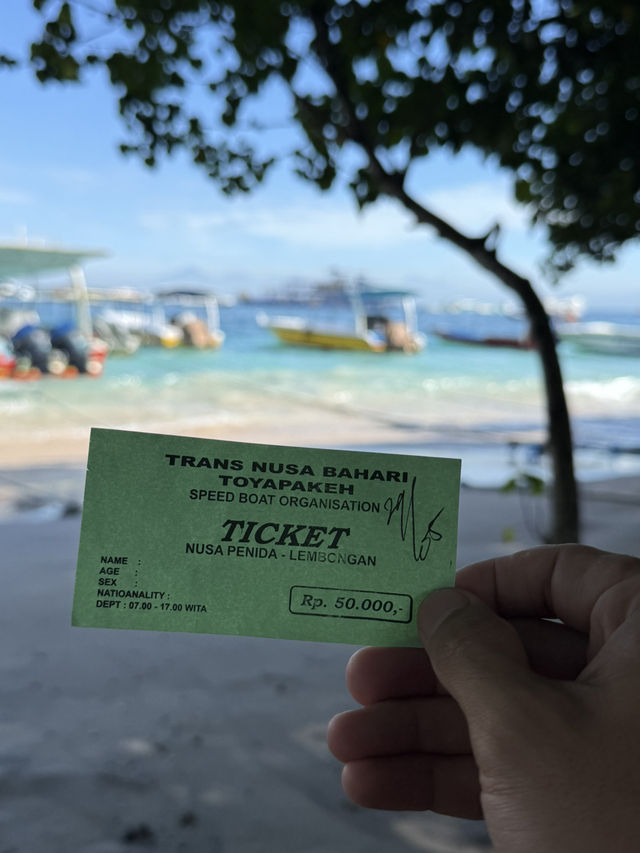 TRANS NUSA BAHARI
TOYAPAKEH
SPEED BOAT ORGANISATION
TICKET
NUSA PENIDA - LEMBONGAN
NAME :
AGE :
SEX :
NATIOANALITY :
DEPT : 07.00 - 17.00 WITA
Rp. 50.000,-